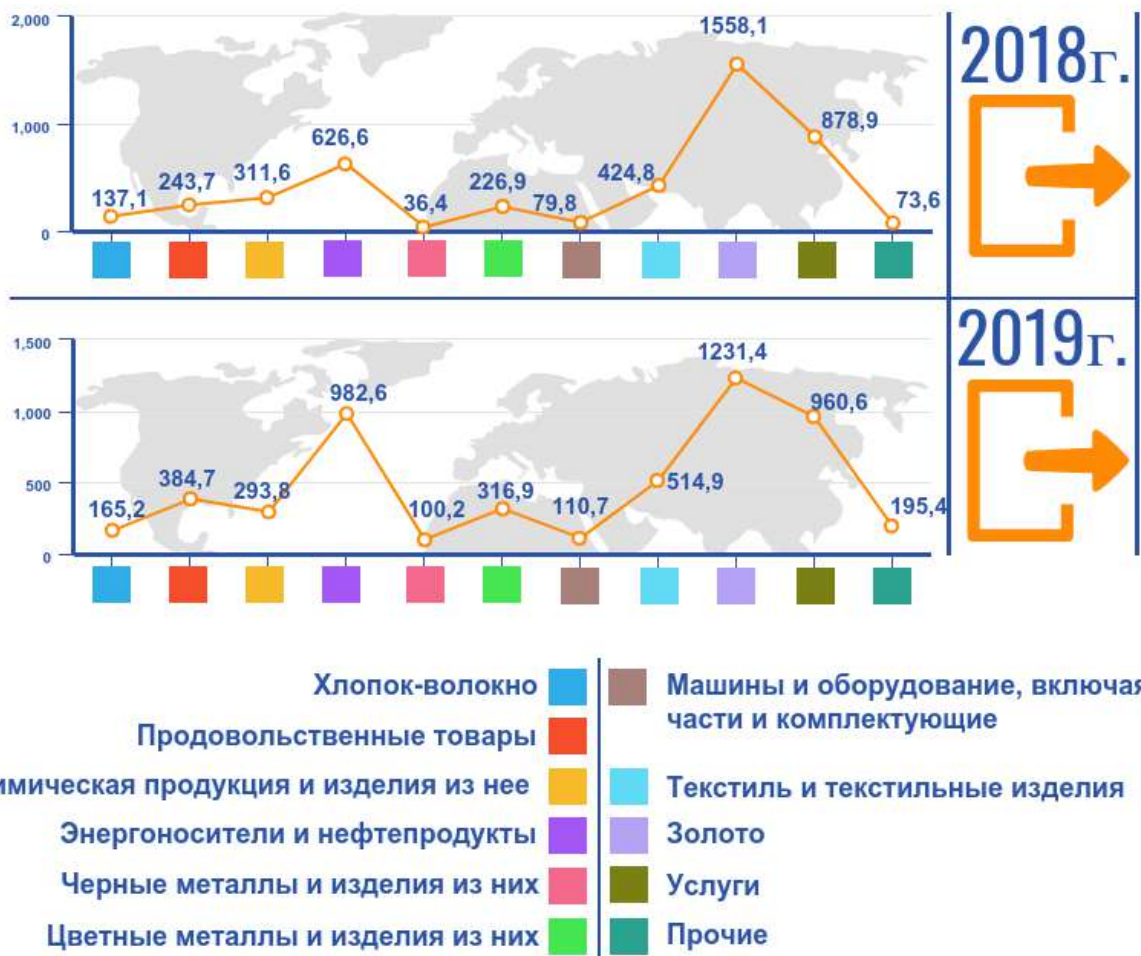 2,000
1,000
0
137,1
243,7
311,6
626,6
36,4
226,9
79,8
424,8
1558,1
878,9
73,6
2018г.
1,500
1,000
500
0
165,2
384,7
293,8
982,6
100,2
316,9
110,7
514,9
1231,4
960,6
195,4
2019г.
Хлопок-волокно
Продовольственные товары
имическая продукция и изделия из нее
Энергоносители и нефтепродукты
Черные металлы и изделия из них
Цветные металлы и изделия из них
Машины и оборудование, включая
части и комплектующие
Текстиль и текстильные изделия
Золото
Услуги
Прочие